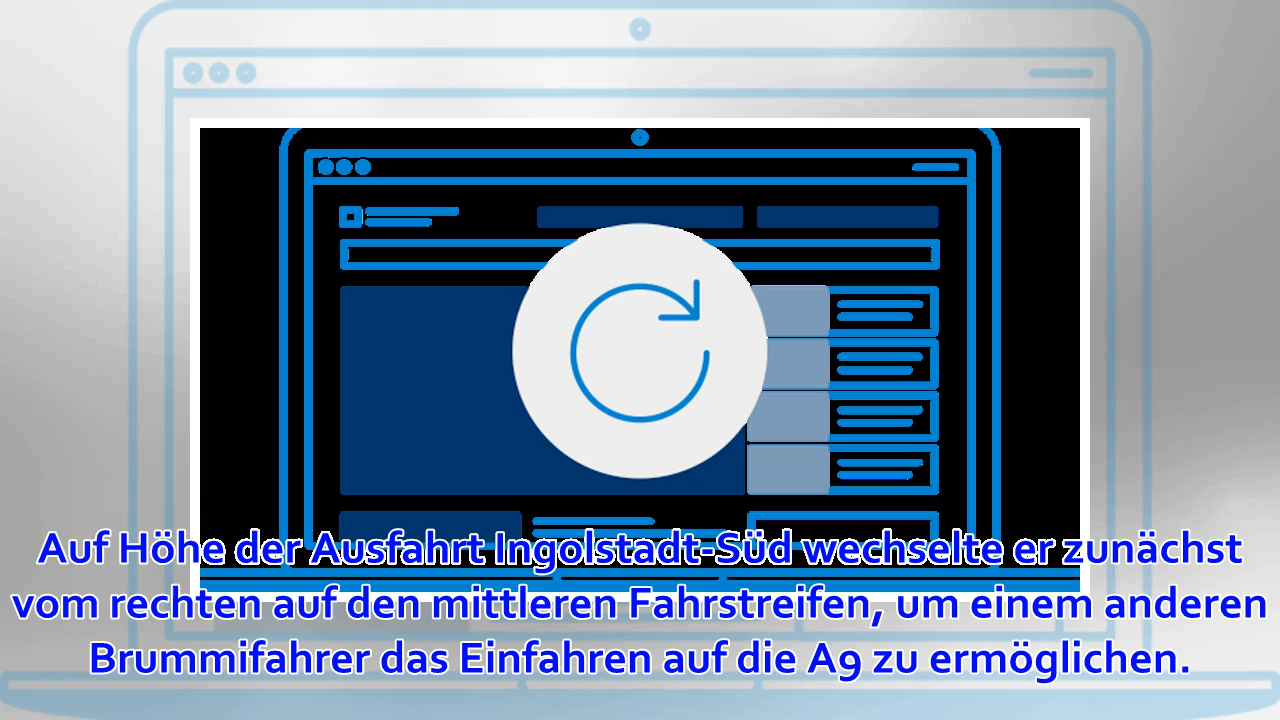 Auf Höhe der Ausfahrt Ingolstadt-Süd wechselte er zunächst
vom rechten auf den mittleren Fahrstreifen, um einem anderen
Brummifahrer das Einfahren auf die A9 zu ermöglichen.